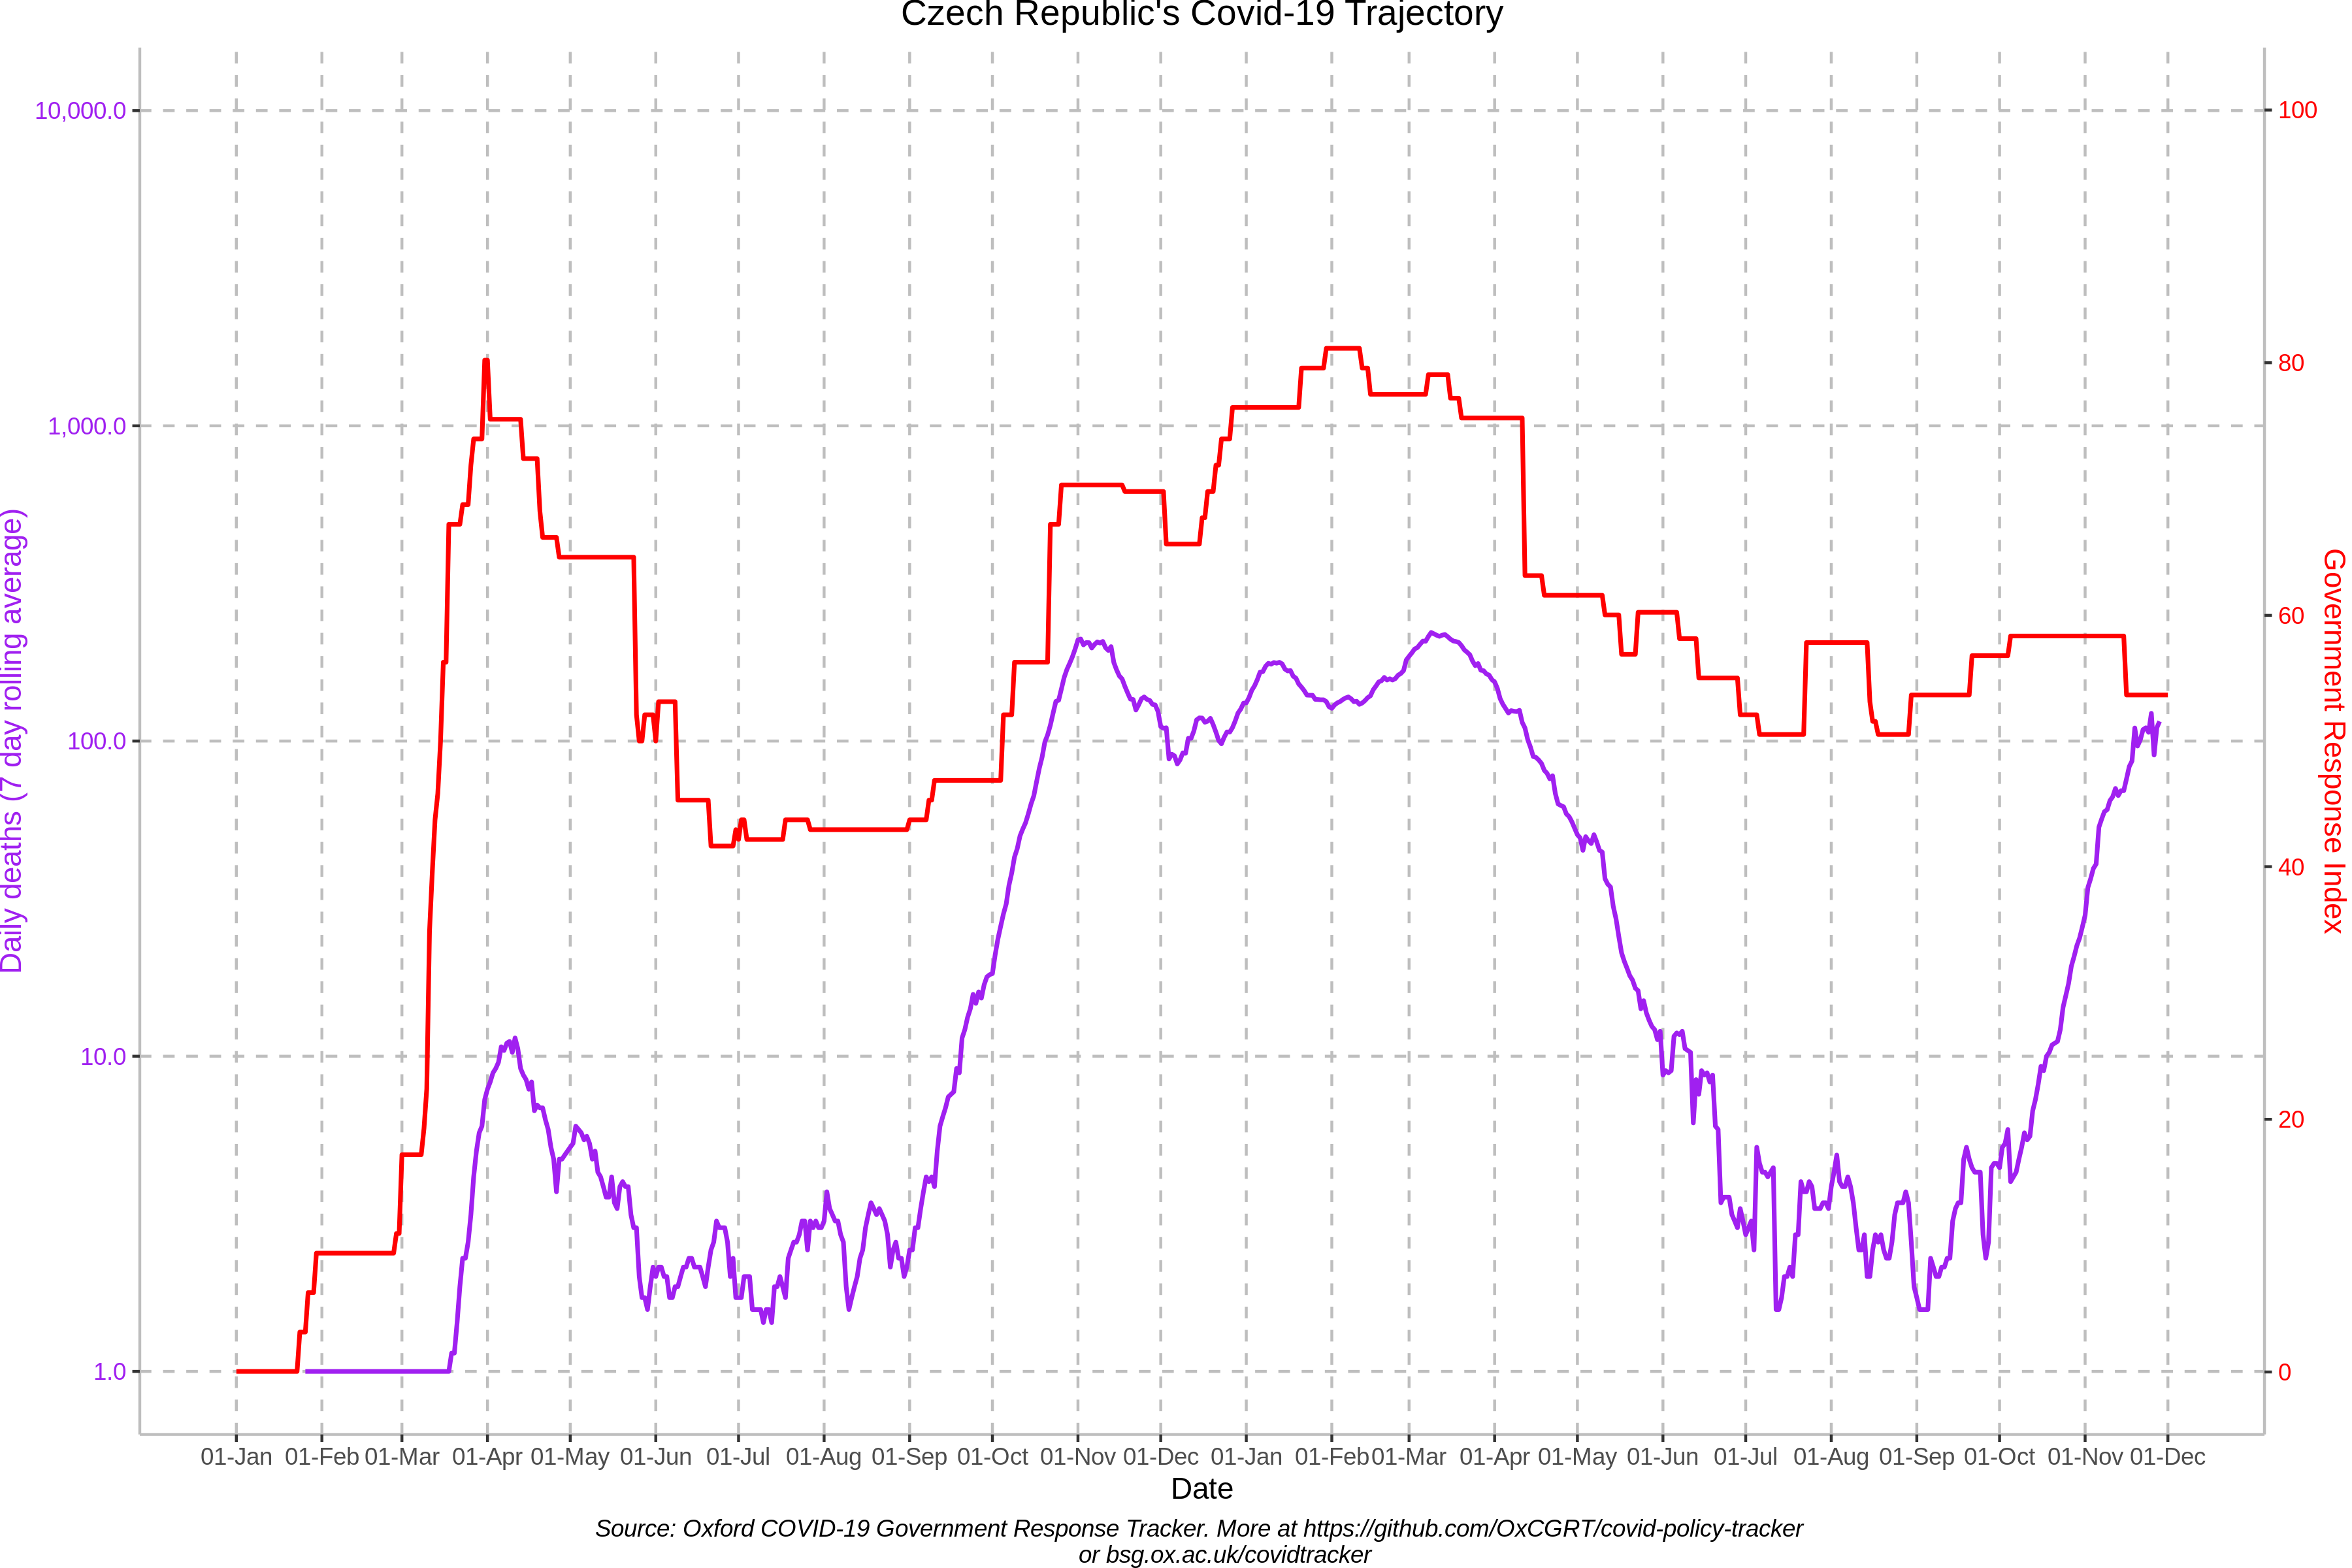 Czech Republic's Covid-19 Trajectory
10,000.0
1,000.0
100.0
10.0
1.0
Daily deaths (7 day rolling average)
100
80
60
40
20
0
Government Response Index
01-Jan 01-Feb 01-Mar 01-Apr 01-May 01-Jun 01-Jul 01-Aug 01-Sep 01-Oct 01-Nov 01-Dec 01-Jan 01-Feb 01-Mar 01-Apr 01-May 01-Jun 01-Jul 01-Aug 01-Sep 01-Oct 01-Nov 01-Dec
Date
Source: Oxford COVID-19 Government Response Tracker. More at https://github.com/OxCGRT/covid-policy-tracker
or bsg.ox.ac.uk/covidtracker